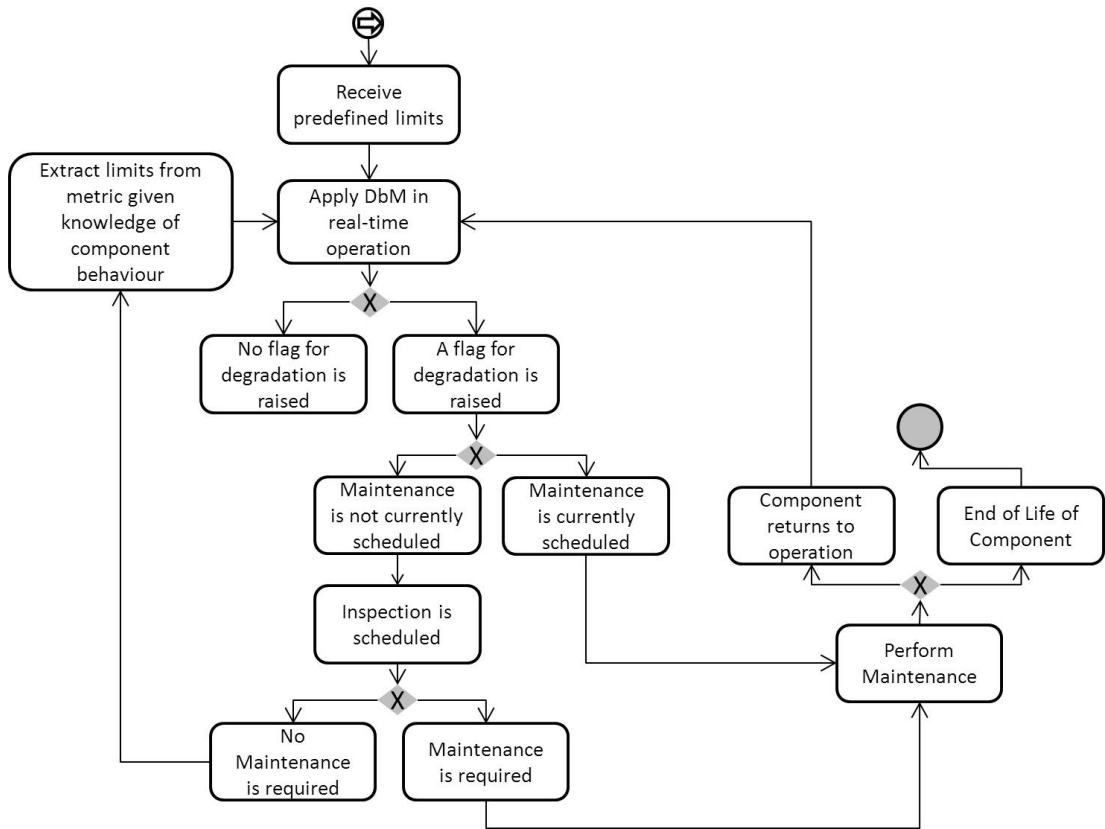 Receive
predefined limits
Extract limits from
metric given
knowledge of
component
behaviour
Apply DbM in
real-time
operation
X
No flag for
degradation is
raised
A flag for
degradation is
raised
X
Maintenance
is not currently
scheduled
Maintenance
is currently
scheduled
Component
returns to
operation
End of Life of
Component
X
Inspection is
scheduled
Perform
Maintenance
X
No
Maintenance
is required
Maintenance
is required